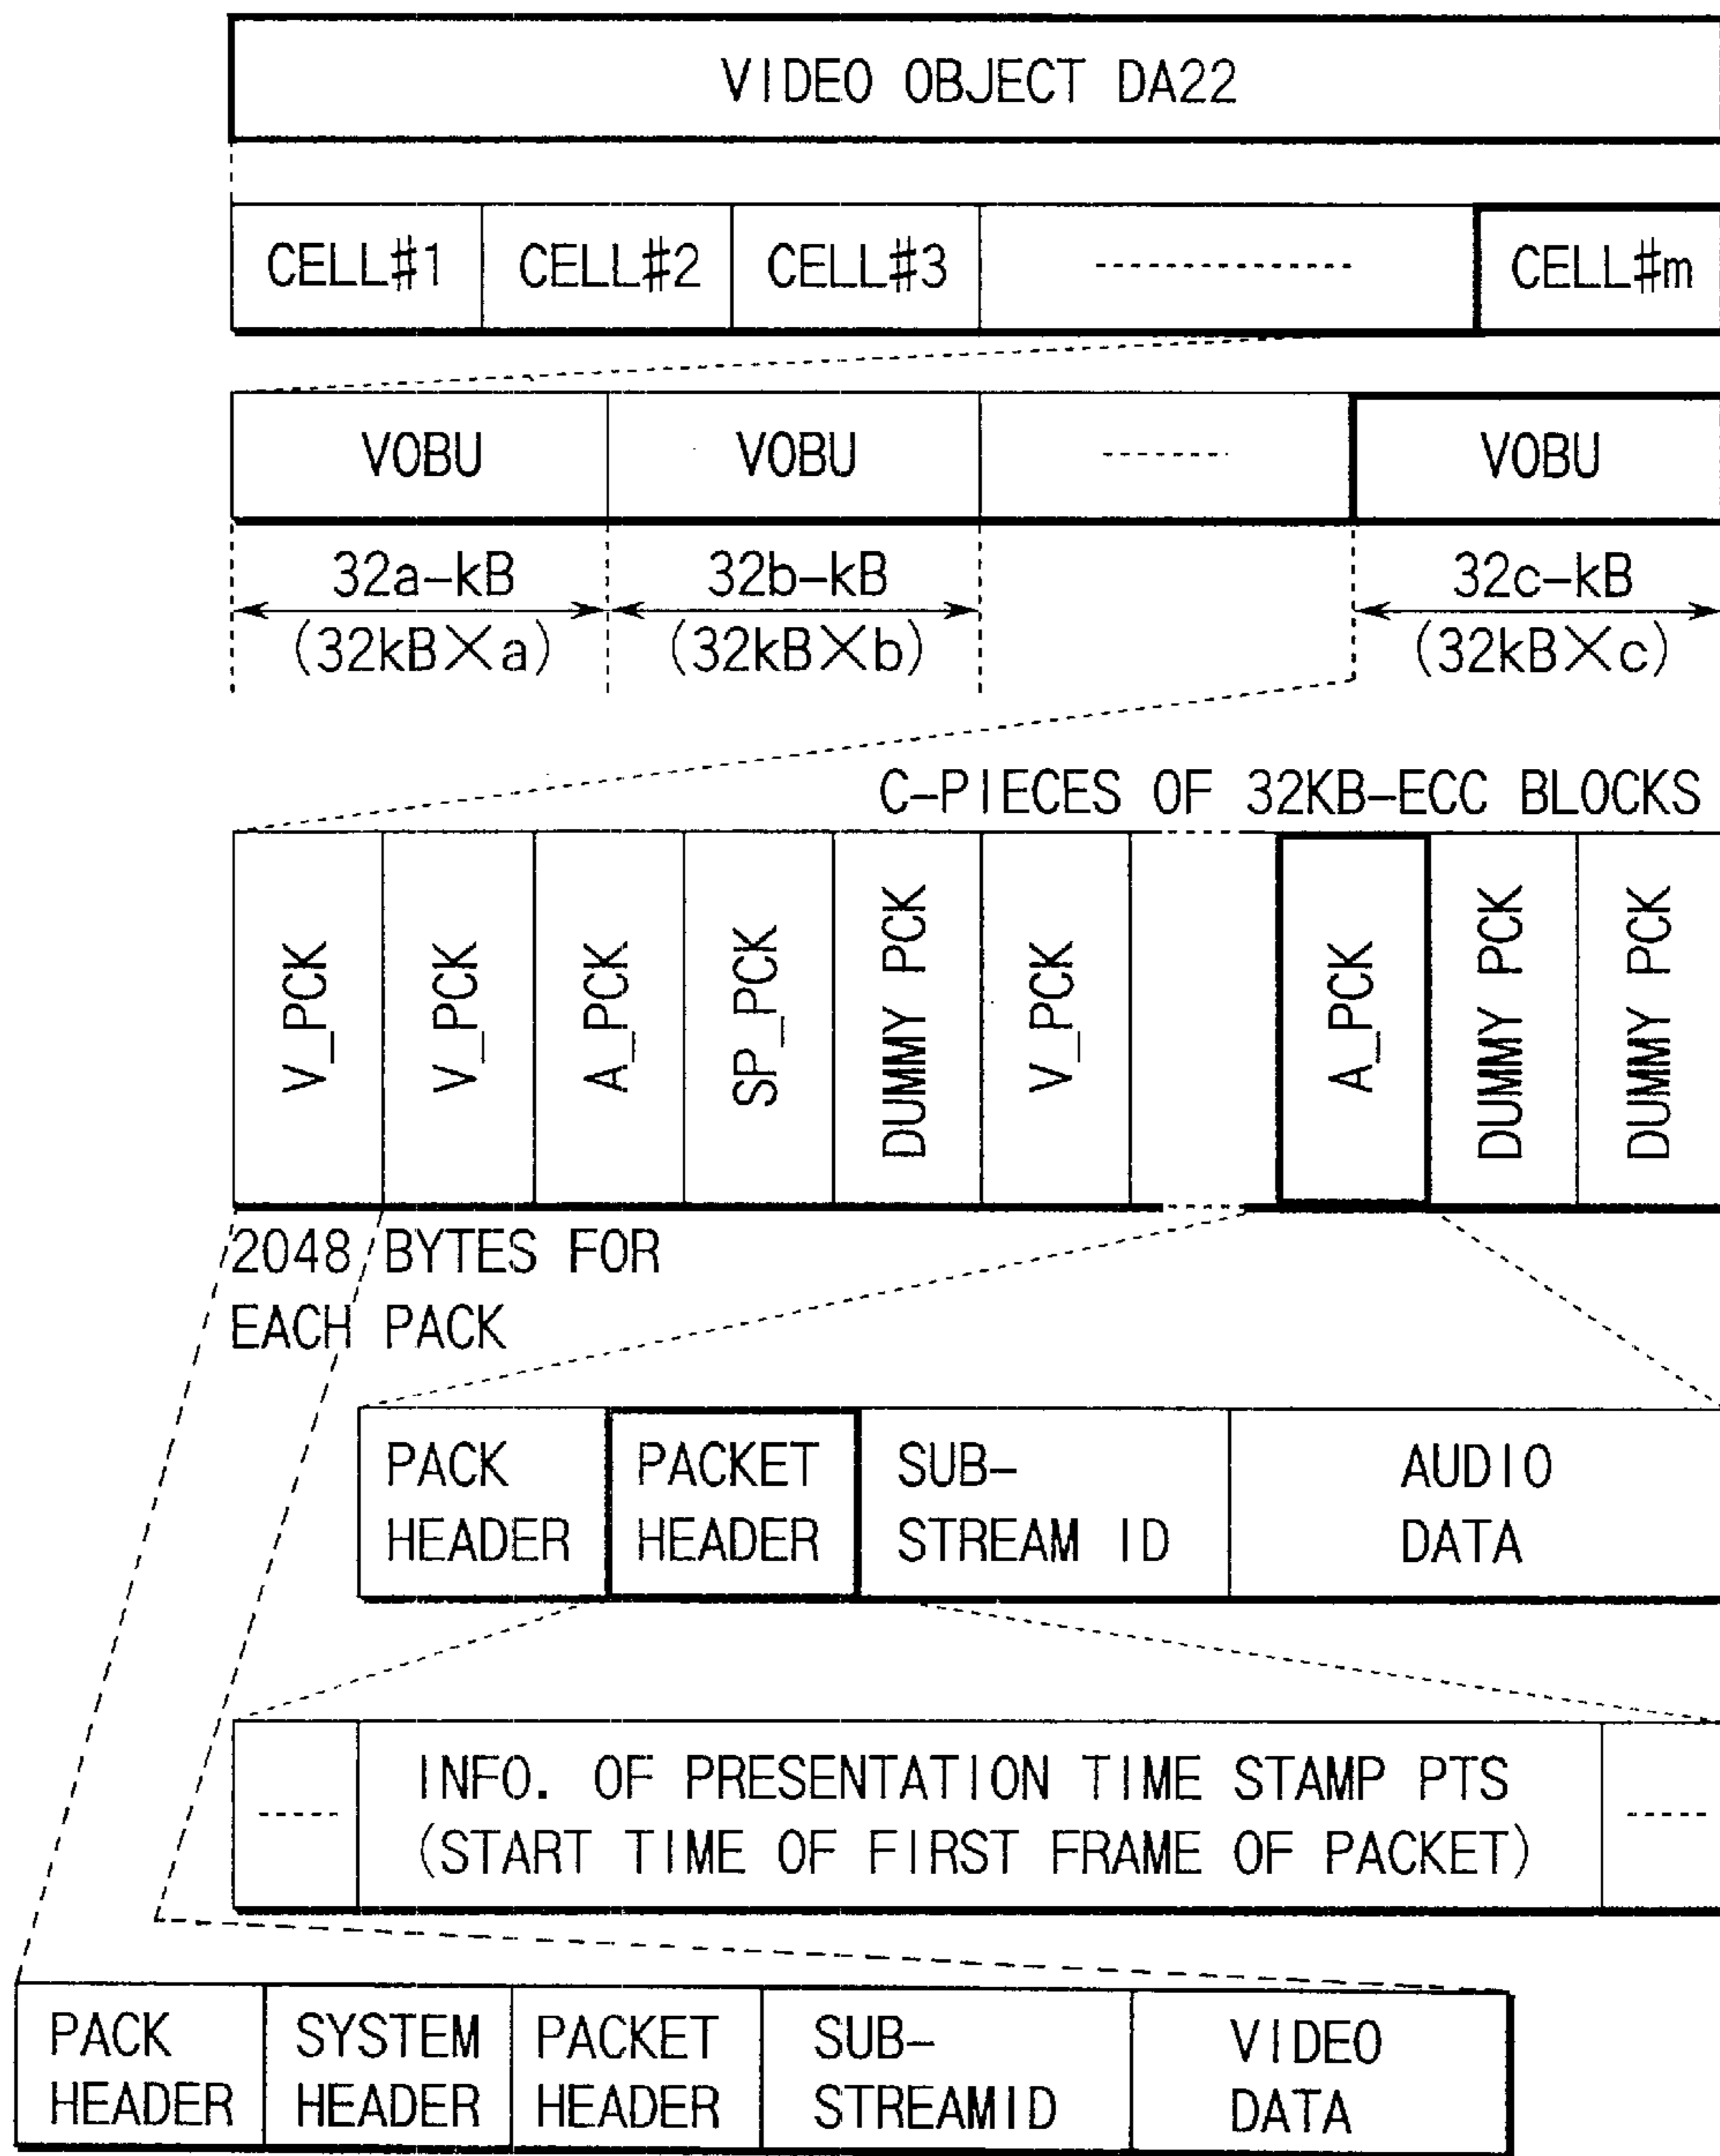 VIDEO OBJECT DA22
CELL#1 CELL#2 CELL#3 CELL#m
VOBU VOBU VOBU
32a-kB 32b-kB 32c-kB
(32kB×a) (32kB×b) (32kB×c)
C-PIECES OF 32KB-ECC BLOCKS
V_PCK
V_PCK
A_PCK
SP_PCK
DUMMY PCK
V_PCK
A_PCK
DUMMY PCK
DUMMY PCK
2048 BYTES FOR
EACH PACK
PACK
HEADER
PACKET
HEADER
SUB-
STREAM ID
AUDIO
DATA
INFO. OF PRESENTATION TIME STAMP PTS
(START TIME OF FIRST FRAME OF PACKET)
PACK
HEADER
SYSTEM
HEADER
PACKET
HEADER
SUB-
STREAMID
VIDEO
DATA